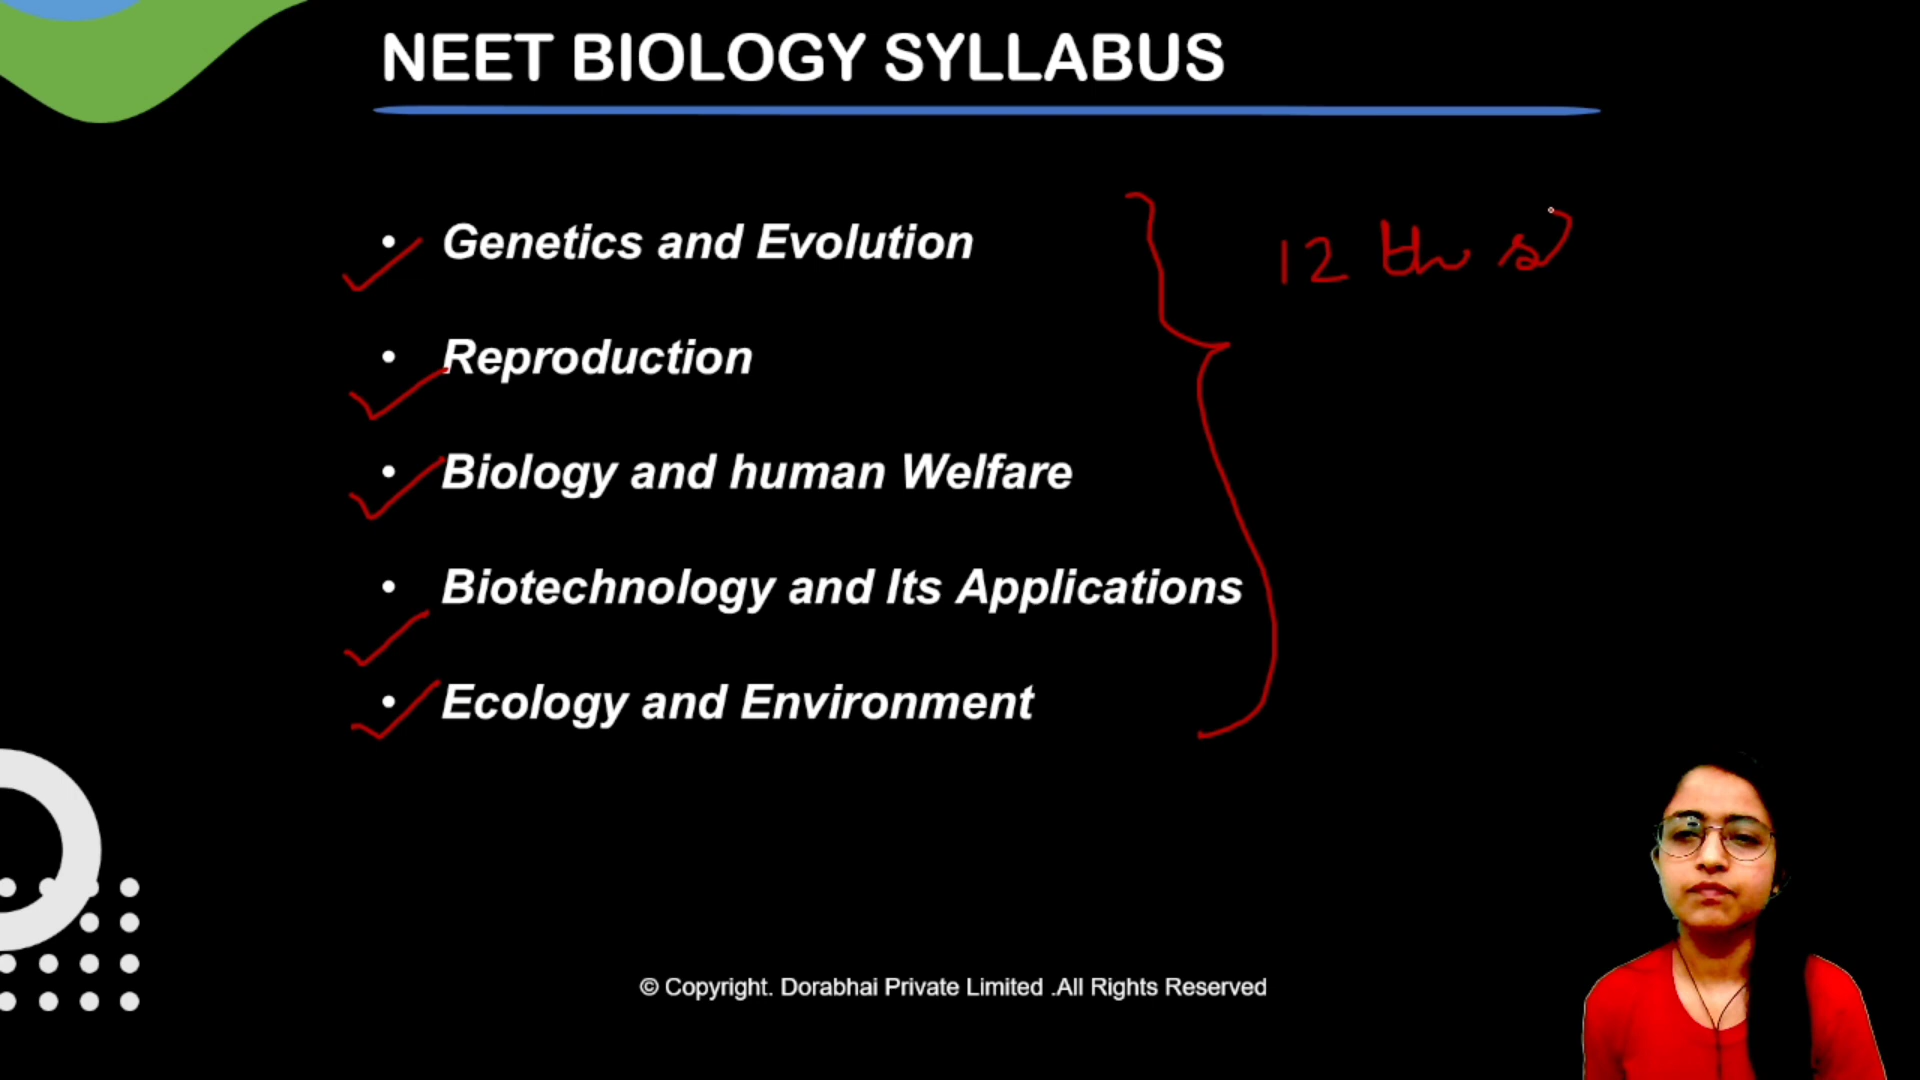 NEET BIOLOGY SYLLABUS
• Genetics and Evolution
12 th
• Reproduction
• Biology and human Welfare
• Biotechnology and Its Applications
• Ecology and Environment
© Copyright. Dorabhai Private Limited .All Rights Reserved